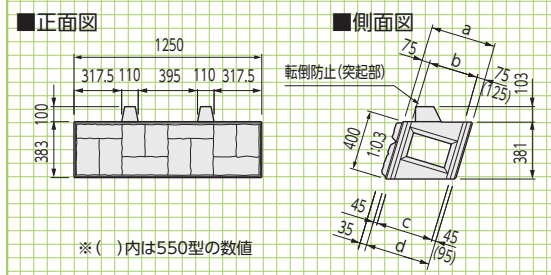 ■正面図
1250
317.5 110 395 110 317.5
100
383
※(　)内は550型の数値
■側面図
a
75 b 75
(125)
転倒防止(突起部)
103
400
1:0.3
381
45 c 45
(95)
35 d